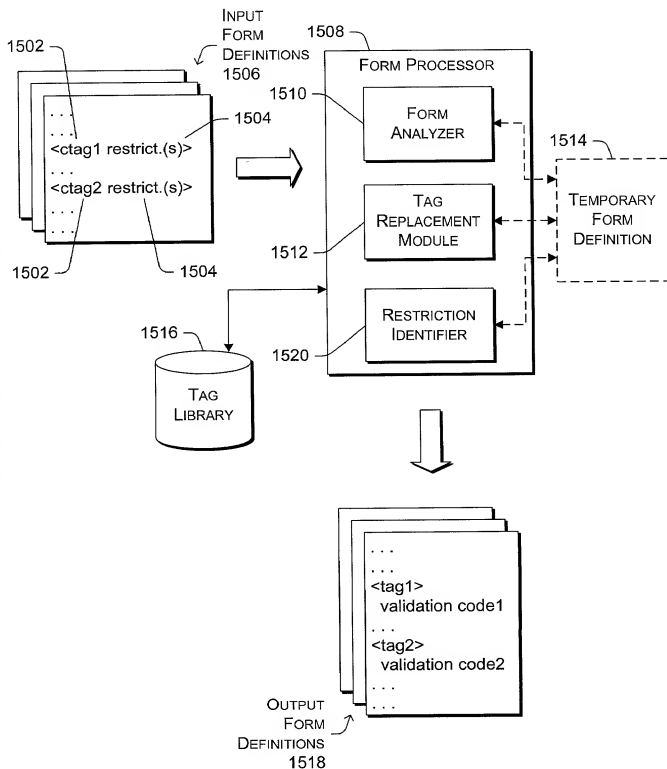 INPUT
FORM
DEFINITIONS
1506
1502
1504
. . .
. . .
<ctag1 restrict.(s)>
. . .
<ctag2 restrict.(s)>
. . .
. . .
1502
1504
1508
FORM PROCESSOR
1510
FORM
ANALYZER
1512
TAG
REPLACEMENT
MODULE
1520
RESTRICTION
IDENTIFIER
1514
TEMPORARY
FORM
DEFINITION
1516
TAG
LIBRARY
. . .
. . .
<tag1>
validation code1
. . .
<tag2>
validation code2
. . .
. . .
OUTPUT
FORM
DEFINITIONS
1518